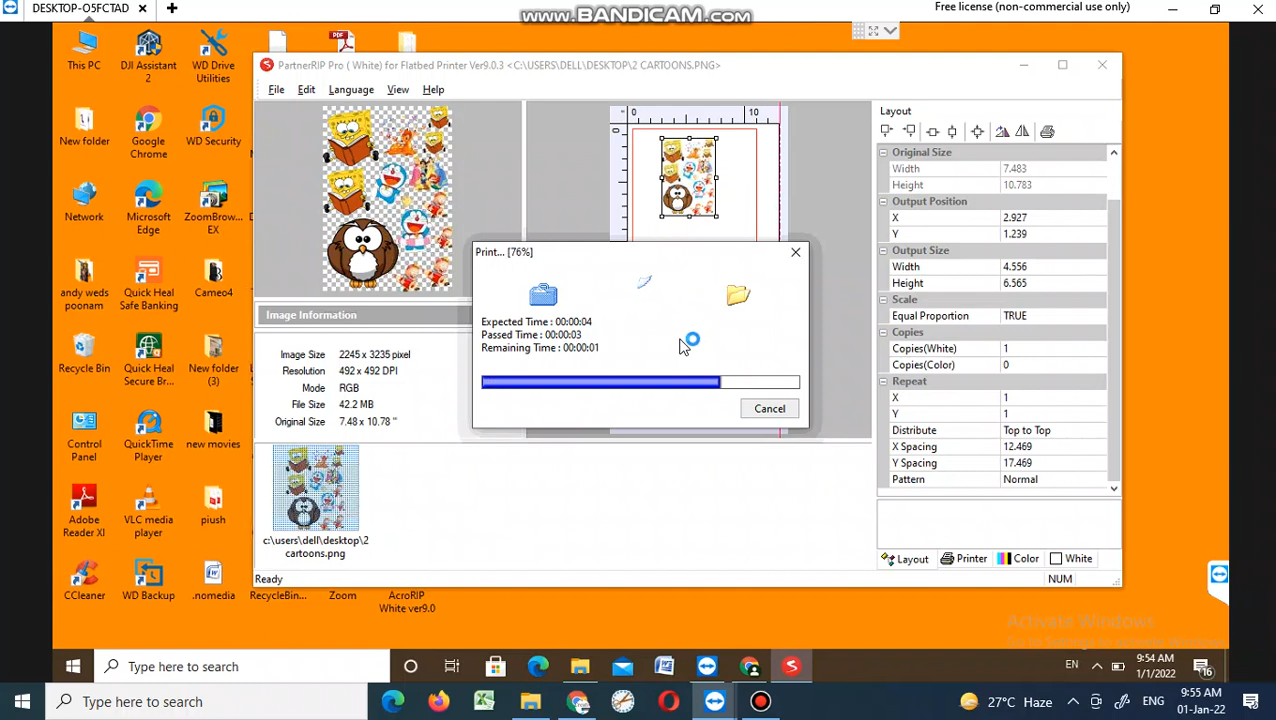 DESKTOP-O5FCTAD
www.BANDICAM.com
Free license (non-commercial use only)
This PC
DJI Assistant 2
WD Drive Utilities
PartnerRIP Pro ( White) for Flatbed Printer Ver9.0.3 <C:\USERS\DELL\DESKTOP\2 CARTOONS.PNG>
File Edit Language View Help
New folder
Google Chrome
WD Security
0 10
Layout
Original Size
Width 7.483
Height 10.783
Output Position
X 2.927
Y 1.239
Output Size
Width 4.556
Height 6.565
Scale
Equal Proportion TRUE
Copies
Copies(White) 1
Copies(Color) 0
Repeat
X 1
Y 1
Distribute Top to Top
X Spacing 12.469
Y Spacing 17.469
Pattern Normal
Layout Printer Color White
Network
Microsoft Edge
ZoomBrow... EX
Print... [76%]
Expected Time : 00:00:04
Passed Time : 00:00:03
Remaining Time : 00:00:01
Cancel
andy weds poonam
Quick Heal Safe Banking
Cameo4
Image Information
Image Size 2245 x 3235 pixel
Resolution 492 x 492 DPI
Mode RGB
File Size 42.2 MB
Original Size 7.48 x 10.78 "
Recycle Bin
Quick Heal Secure Br...
New folder (3)
Control Panel
QuickTime Player
new movies
c:\users\dell\desktop\2 cartoons.png
Adobe Reader XI
VLC media player
piush
Ready
NUM
CCleaner
WD Backup
.nomedia
RecycleBin...
Zoom
AcroRIP White ver9.0
Activate Windows
Type here to search
EN
9:54 AM
1/1/2022
16
Type here to search
27°C Haze
ENG
9:55 AM
01-Jan-22